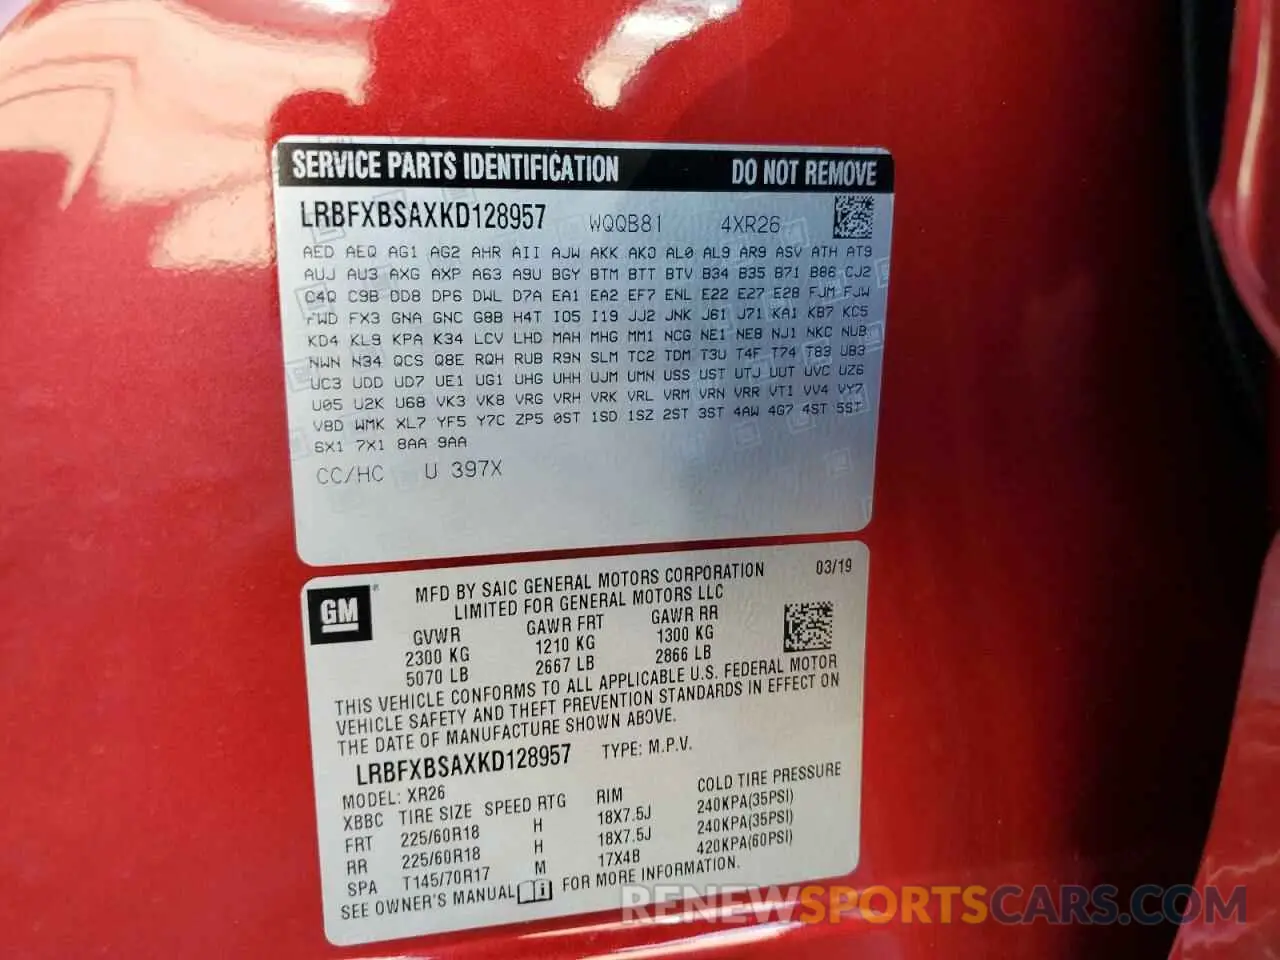 SERVICE PARTS IDENTIFICATION DO NOT REMOVE
LRBFXBSAXKD128957 WQQB81 4XR26
AED AEQ AG1 AG2 AHR AII AJW AKK AKO AL0 AL9 AR9 ASV ATH AT9
AUJ AU3 AXG AXP A63 A9U BGY BTM BTT BTV B34 B35 B71 B86 CJ2
C4Q C9B DD8 DP6 DWL D7A EA1 EA2 EF7 ENL E22 E27 E28 FJM FJW
FWD FX3 GNA GNC G8B H4T I05 I19 JJ2 JNK J61 J71 KA1 KB7 KC5
KD4 KL9 KPA K34 LCV LHD MAH MHG MM1 NCG NE1 NE8 NJ1 NKC NUB
NWN N34 QCS Q8E RQH RUB R9N SLM TC2 TDM T3U T4F T74 T83 UB3
UC3 UDD UD7 UE1 UG1 UHG UHH UJM UMN USS UST UTJ UUT UVC UZ6
U05 U2K U68 VK3 VK8 VRG VRH VRK VRL VRM VRN VRR VT1 VV4 VY7
V8D WMK XL7 YF5 Y7C ZP5 0ST 1SD 1SZ 2ST 3ST 4AW 4G7 4ST 5ST
6X1 7X1 8AA 9AA
CC/HC U 397X
GM
MFD BY SAIC GENERAL MOTORS CORPORATION 03/19
LIMITED FOR GENERAL MOTORS LLC
GVWR GAWR FRT GAWR RR
2300 KG 1210 KG 1300 KG
5070 LB 2667 LB 2866 LB
THIS VEHICLE CONFORMS TO ALL APPLICABLE U.S. FEDERAL MOTOR
VEHICLE SAFETY AND THEFT PREVENTION STANDARDS IN EFFECT ON
THE DATE OF MANUFACTURE SHOWN ABOVE.
LRBFXBSAXKD128957 TYPE: M.P.V.
MODEL: XR26
XBBC TIRE SIZE SPEED RTG RIM COLD TIRE PRESSURE
FRT 225/60R18 H 18X7.5J 240KPA(35PSI)
RR 225/60R18 H 18X7.5J 240KPA(35PSI)
SPA T145/70R17 M 17X4B 420KPA(60PSI)
SEE OWNER'S MANUAL FOR MORE INFORMATION.
RENEWSPORTSCARS.COM